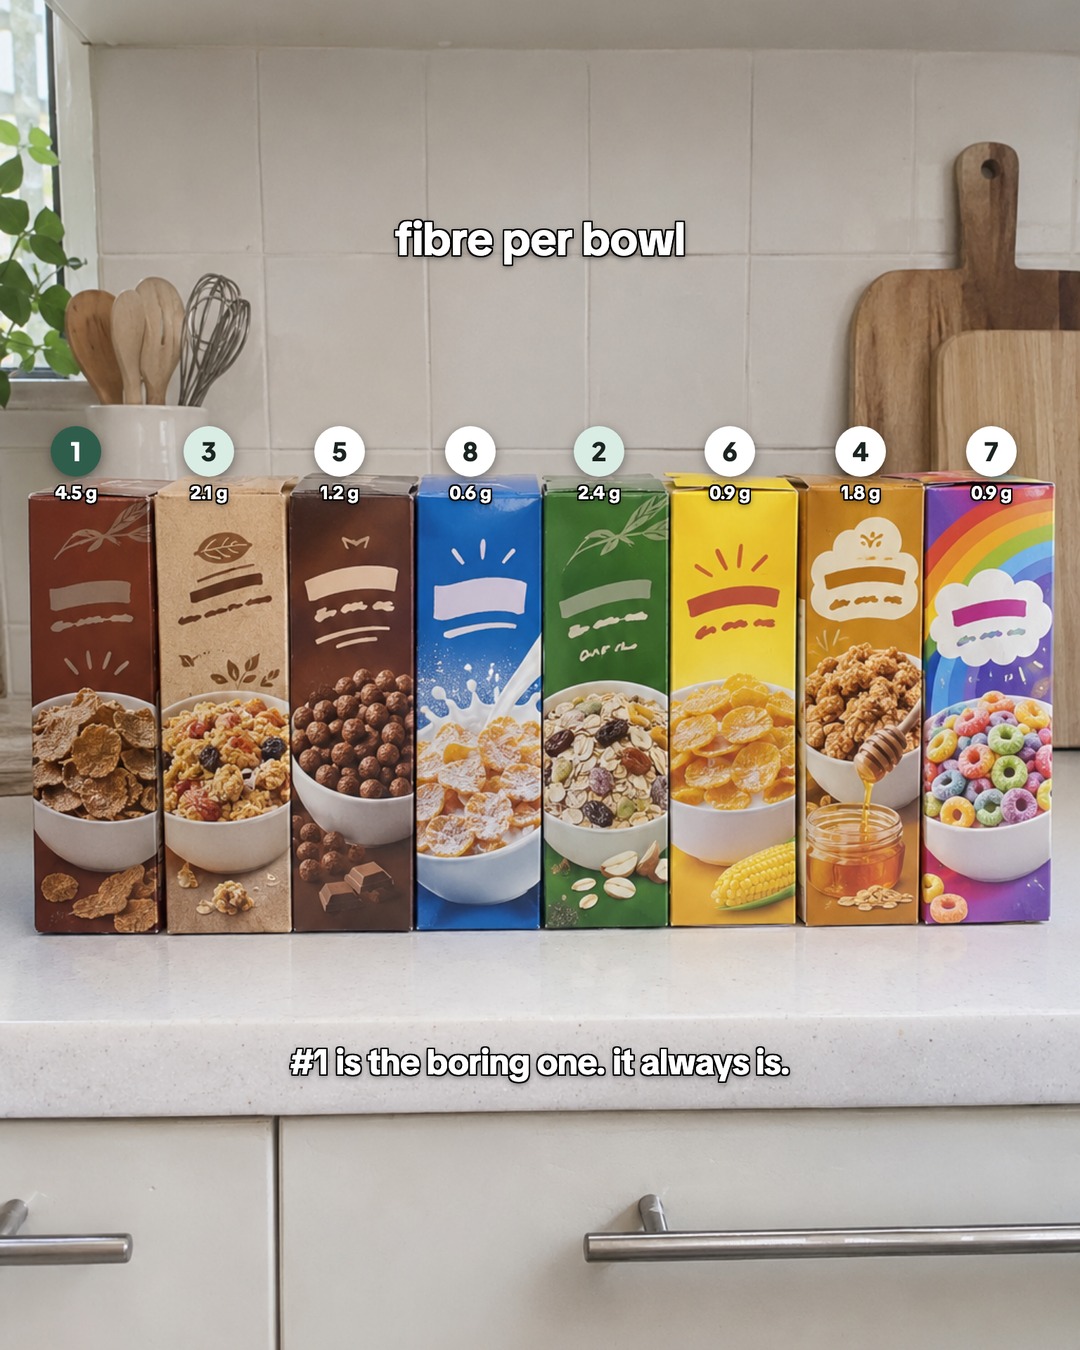 fibre per bowl
1 3 5 8 2 6 4 7
4.5 g 2.1 g 1.2 g 0.6 g 2.4 g 0.9 g 1.8 g 0.9 g
#1 is the boring one. it always is.